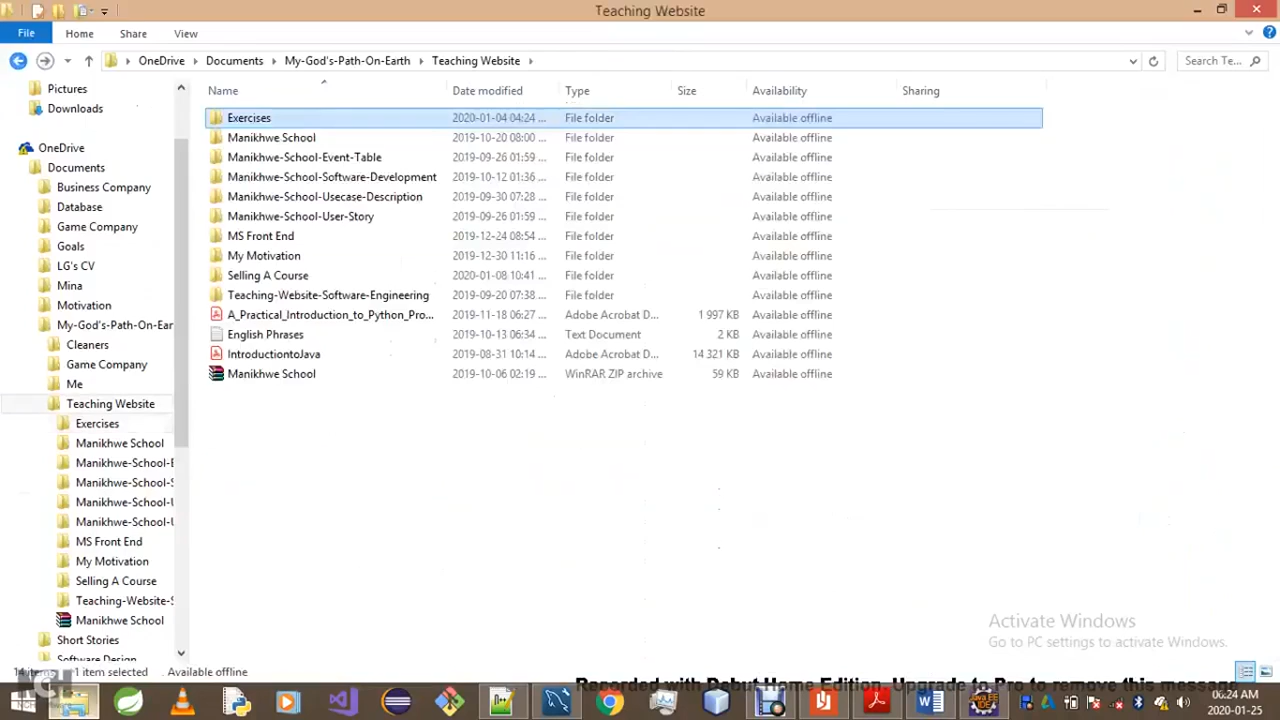 Teaching Website
File Home Share View
OneDrive Documents My-God's-Path-On-Earth Teaching Website Search Te...
Name Date modified Type Size Availability Sharing
Pictures
Downloads
OneDrive
Documents
Business Company
Database
Game Company
Goals
LG's CV
Mina
Motivation
My-God's-Path-On-Ear
Cleaners
Game Company
Me
Teaching Website
Exercises
Manikhwe School
Manikhwe-School-E
Manikhwe-School-S
Manikhwe-School-U
Manikhwe-School-U
MS Front End
My Motivation
Selling A Course
Teaching-Website-S
Manikhwe School
Short Stories
Software Design
Exercises 2020-01-04 04:24 ... File folder Available offline
Manikhwe School 2019-10-20 08:00 ... File folder Available offline
Manikhwe-School-Event-Table 2019-09-26 01:59 ... File folder Available offline
Manikhwe-School-Software-Development 2019-10-12 01:36 ... File folder Available offline
Manikhwe-School-Usecase-Description 2019-09-30 07:28 ... File folder Available offline
Manikhwe-School-User-Story 2019-09-26 01:59 ... File folder Available offline
MS Front End 2019-12-24 08:54 ... File folder Available offline
My Motivation 2019-12-30 11:16 ... File folder Available offline
Selling A Course 2020-01-08 10:41 ... File folder Available offline
Teaching-Website-Software-Engineering 2019-09-20 07:38 ... File folder Available offline
A_Practical_Introduction_to_Python_Pro... 2019-11-18 06:27 ... Adobe Acrobat D... 1 997 KB Available offline
English Phrases 2019-10-13 06:34 ... Text Document 2 KB Available offline
IntroductiontoJava 2019-08-31 10:14 ... Adobe Acrobat D... 14 321 KB Available offline
Manikhwe School 2019-10-06 02:19 ... WinRAR ZIP archive 59 KB Available offline
Activate Windows
Go to PC settings to activate Windows.
14 items 1 item selected Available offline
NCH
Recorded with Debut Home Edition. Upgrade to Pro to remove this message
06:24 AM
2020-01-25